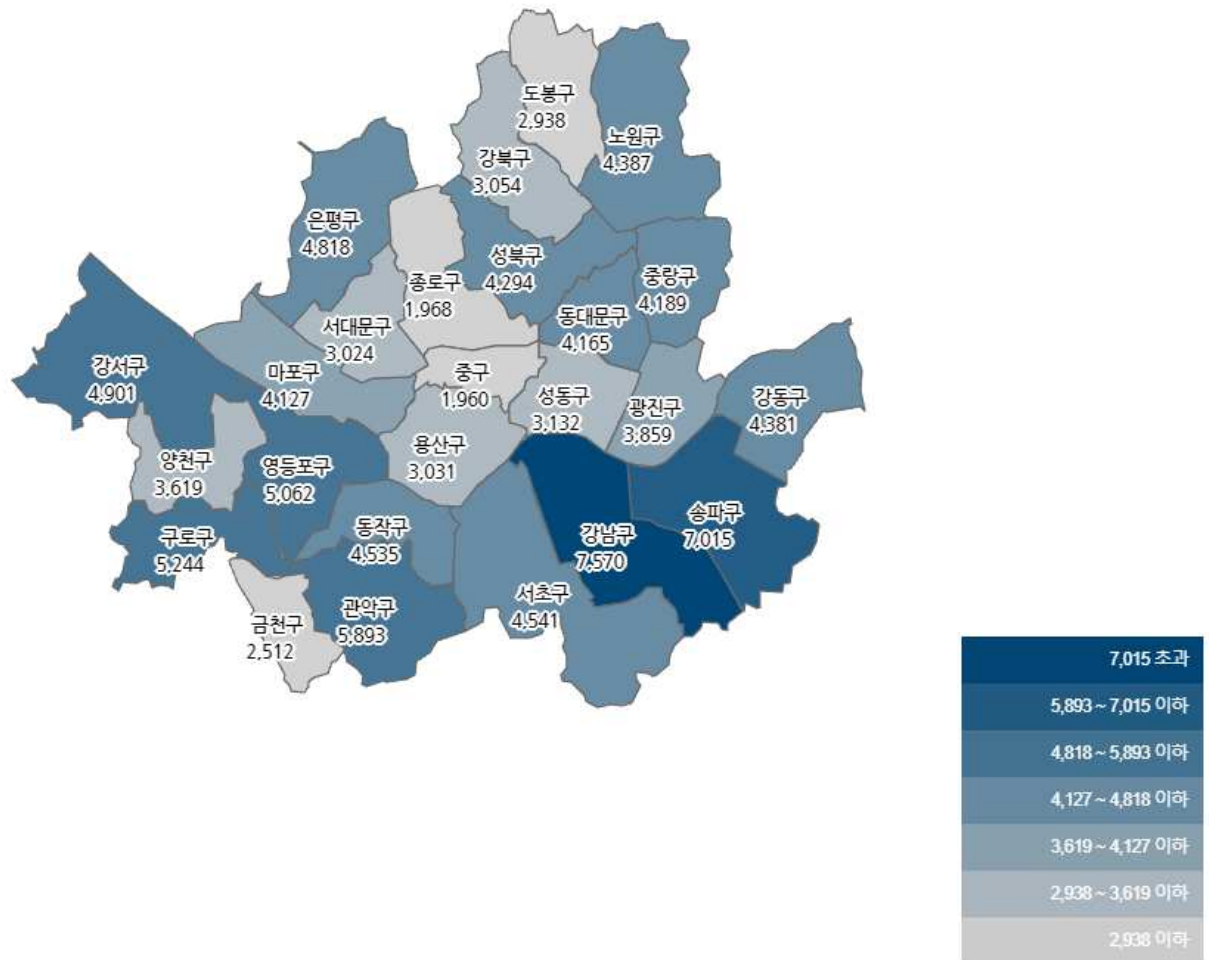 도봉구
2,938
노원구
4,387
강북구
3,054
은평구
4,818
성북구
4,294
중랑구
4,189
종로구
1,968
동대문구
4,165
서대문구
3,024
강서구
4,901
마포구
4,127
중구
1,960
성동구
3,132
광진구
3,859
강동구
4,381
용산구
3,031
양천구
3,619
영등포구
5,062
구로구
5,244
동작구
4,535
강남구
7,570
송파구
7,015
서초구
4,541
관악구
5,893
금천구
2,512
7,015 초과
5,893 ~ 7,015 이하
4,818 ~ 5,893 이하
4,127 ~ 4,818 이하
3,619 ~ 4,127 이하
2,938 ~ 3,619 이하
2,938 이하